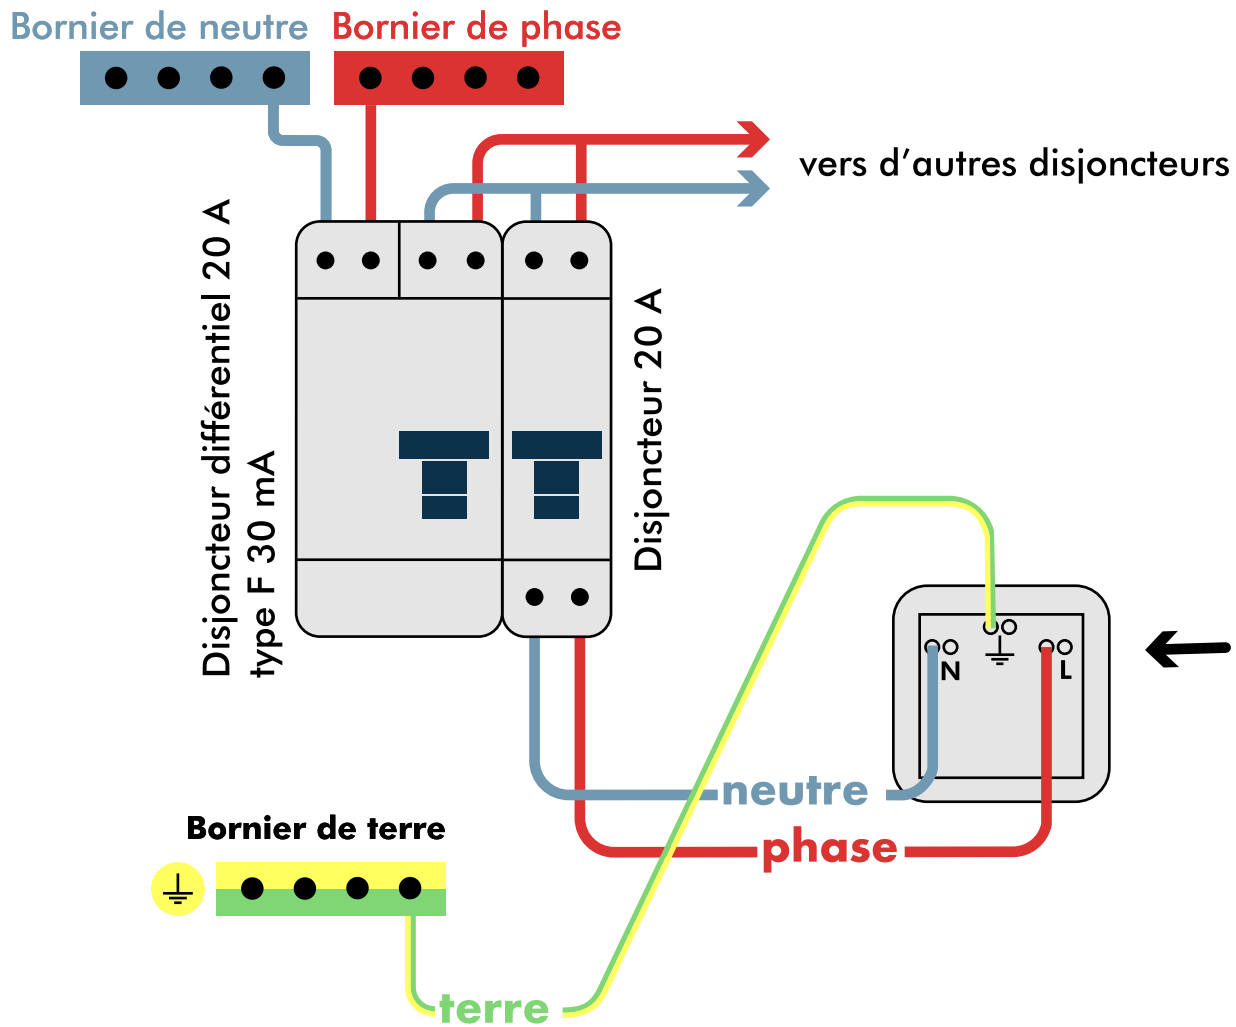 Bornier de neutre
Bornier de phase
vers d’autres disjoncteurs
Disjoncteur différentiel 20 A
type F 30 mA
Disjoncteur 20 A
N
L
neutre
phase
Bornier de terre
terre